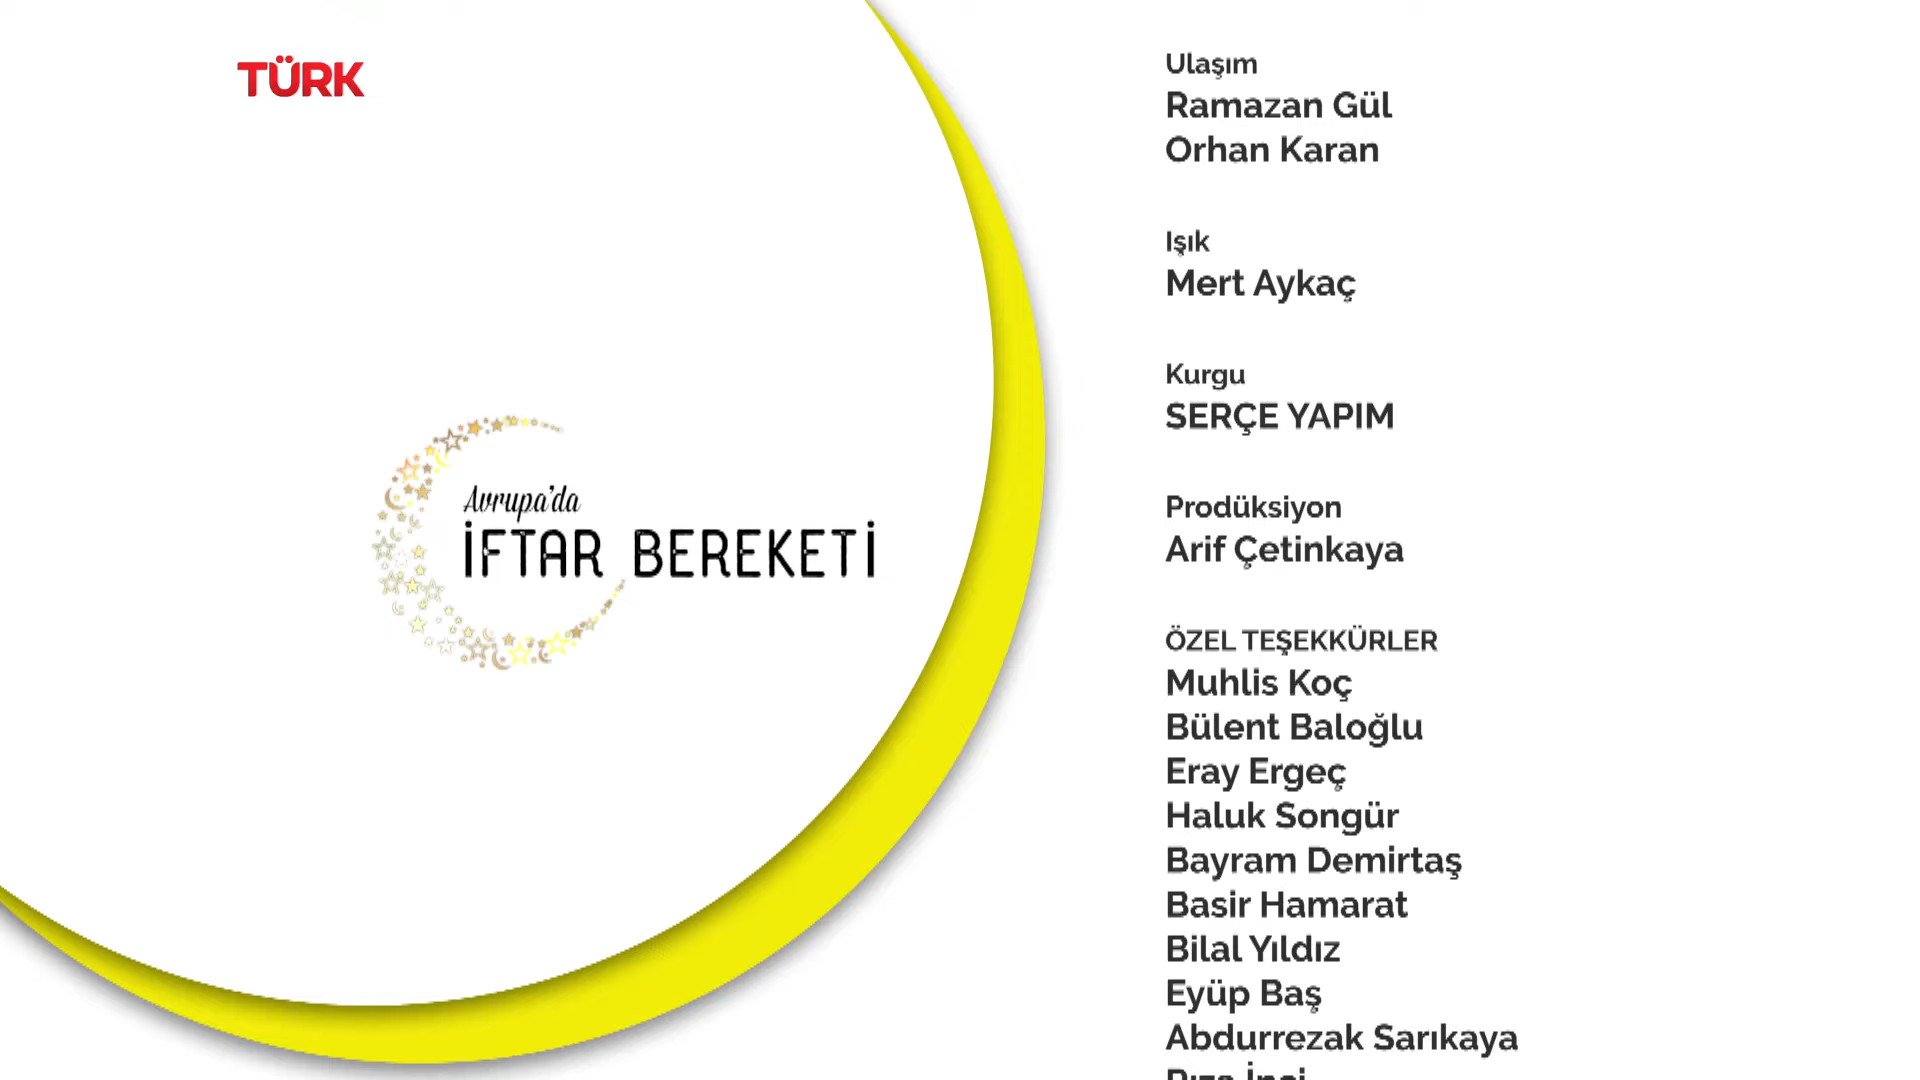 TÜRK
Avrupa'da
İFTAR BEREKETİ
Ulaşım
Ramazan Gül
Orhan Karan
Işık
Mert Aykaç
Kurgu
SERÇE YAPIM
Prodüksiyon
Arif Çetinkaya
ÖZEL TEŞEKKÜRLER
Muhlis Koç
Bülent Baloğlu
Eray Ergeç
Haluk Songür
Bayram Demirtaş
Basir Hamarat
Bilal Yıldız
Eyüp Baş
Abdurrezak Sarıkaya